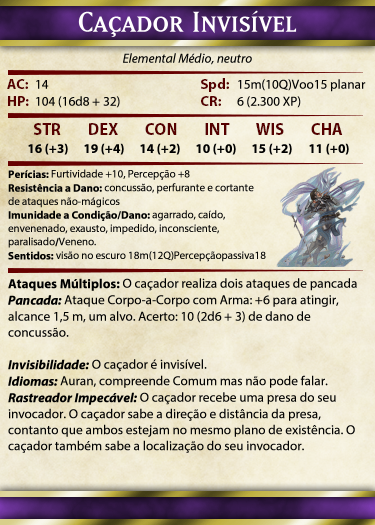 Caçador Invisível
Elemental Médio, neutro
AC: 14 Spd: 15m(10Q)Voo15 planar
HP: 104 (16d8 + 32) CR: 6 (2.300 XP)
STR DEX CON INT WIS CHA
16 (+3) 19 (+4) 14 (+2) 10 (+0) 15 (+2) 11 (+0)
Perícias: Furtividade +10, Percepção +8
Resistência a Dano: concussão, perfurante e cortante
de ataques não-mágicos
Imunidade a Condição/Dano: agarrado, caído,
envenenado, exausto, impedido, inconsciente,
paralisado/Veneno.
Sentidos: visão no escuro 18m(12Q)Percepçãopassiva18
Ataques Múltiplos: O caçador realiza dois ataques de pancada
Pancada: Ataque Corpo-a-Corpo com Arma: +6 para atingir,
alcance 1,5 m, um alvo. Acerto: 10 (2d6 + 3) de dano de
concussão.
Invisibilidade: O caçador é invisível.
Idiomas: Auran, compreende Comum mas não pode falar.
Rastreador Impecável: O caçador recebe uma presa do seu
invocador. O caçador sabe a direção e distância da presa,
contanto que ambos estejam no mesmo plano de existência. O
caçador também sabe a localização do seu invocador.